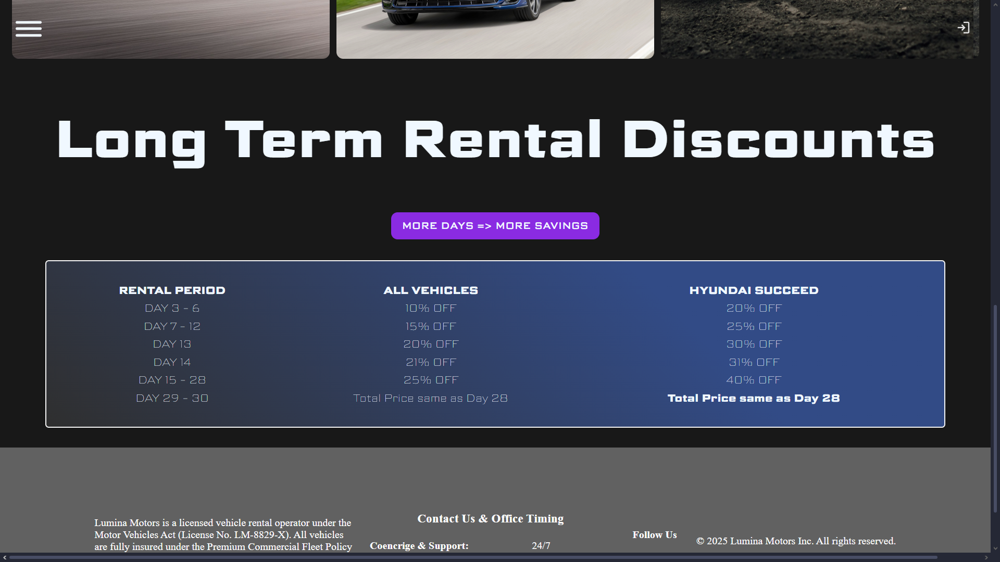 Long Term Rental Discounts
MORE DAYS => MORE SAVINGS
RENTAL PERIOD ALL VEHICLES HYUNDAI SUCCEED
DAY 3 - 6 10% OFF 20% OFF
DAY 7 - 12 15% OFF 25% OFF
DAY 13 20% OFF 30% OFF
DAY 14 21% OFF 31% OFF
DAY 15 - 28 25% OFF 40% OFF
DAY 29 - 30 Total Price same as Day 28 Total Price same as Day 28
Lumina Motors is a licensed vehicle rental operator under the
Motor Vehicles Act (License No. LM-8829-X). All vehicles
are fully insured under the Premium Commercial Fleet Policy
Contact Us & Office Timing
Coencrige & Support: 24/7
Follow Us
© 2025 Lumina Motors Inc. All rights reserved.